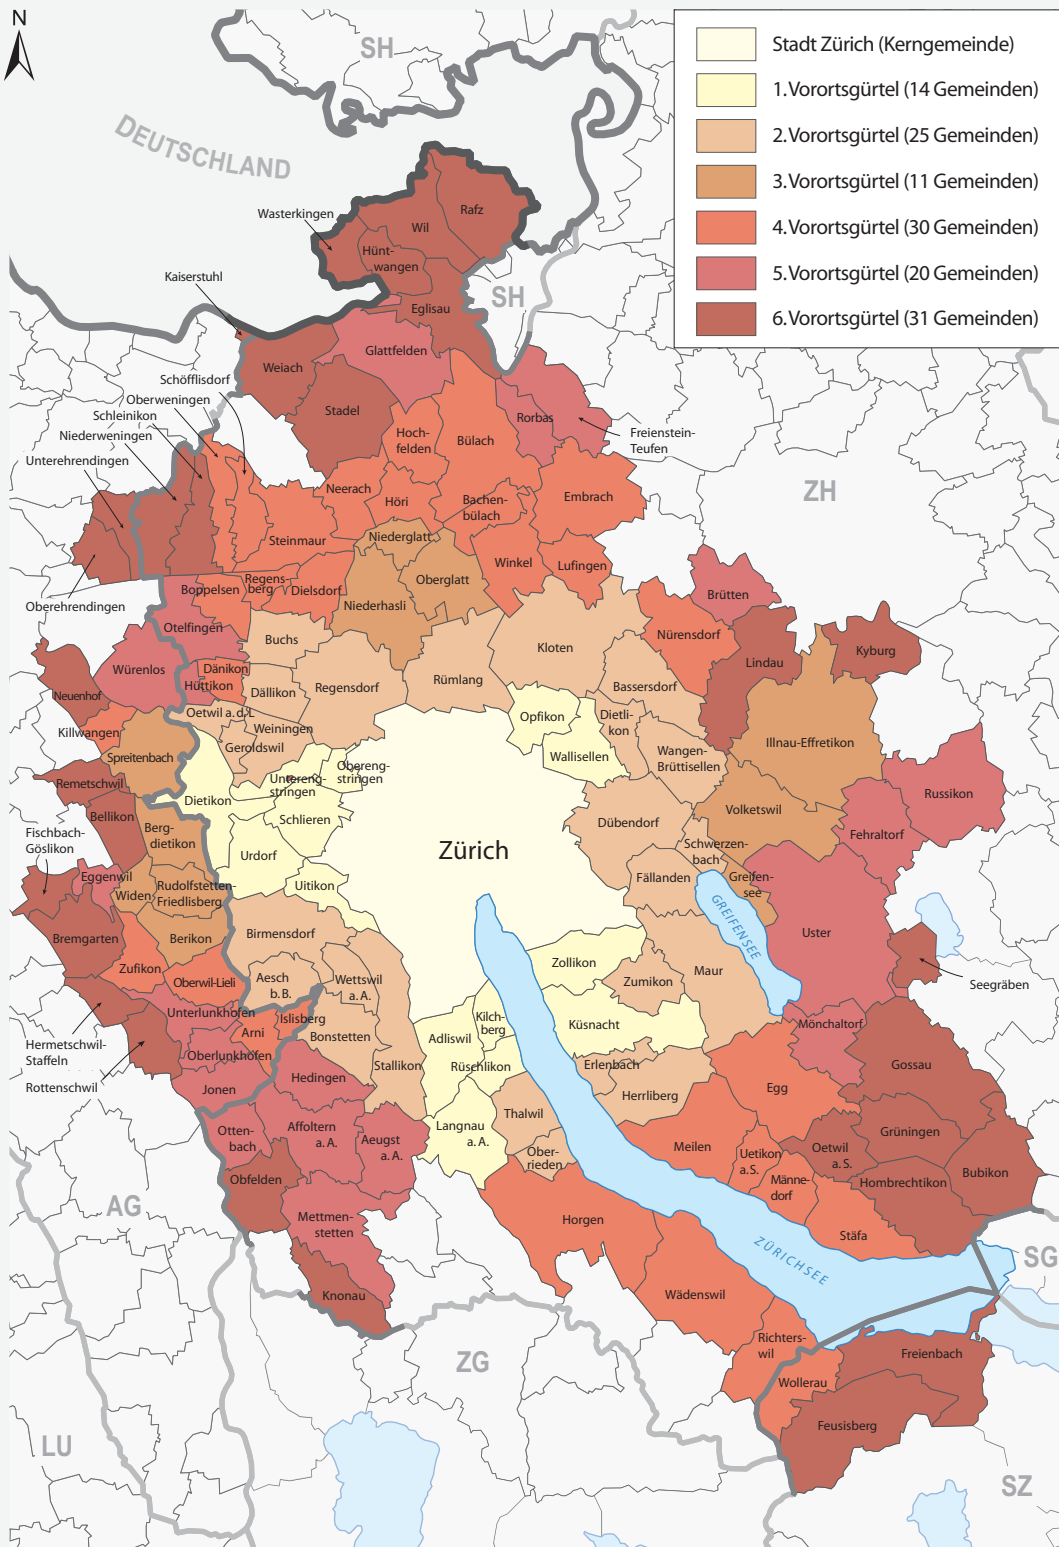 N
SH
Stadt Zürich (Kerngemeinde)
1.Vorortsgürtel (14 Gemeinden)
2.Vorortsgürtel (25 Gemeinden)
3.Vorortsgürtel (11 Gemeinden)
4.Vorortsgürtel (30 Gemeinden)
5.Vorortsgürtel (20 Gemeinden)
6.Vorortsgürtel (31 Gemeinden)
DEUTSCHLAND
Wasterkingen
Rafz
Wil
Hünt-
wangen
Kaiserstuhl
SH
Eglisau
Glattfelden
Weiach
Schöfflisdorf
Oberweningen
Schleinikon
Niederweningen
Unterehrendingen
Stadel
Hoch-
felden
Bülach
Rorbas
Freienstein-
Teufen
Neerach
Höri
Bachen-
bülach
Embrach
ZH
Steinmaur
Niederglatt
Winkel
Lufingen
Oberehrendingen
Boppelsen
Regens-
berg
Dielsdorf
Niederhasli
Oberglatt
Brütten
Otelfingen
Buchs
Kloten
Nürensdorf
Lindau
Kyburg
Würenlos
Dänikon
Hüttikon
Dällikon
Regensdorf
Rümlang
Bassersdorf
Neuenhof
Killwangen
Oetwil a. d. L
Weiningen
Geroldswil
Opfikon
Dietli-
kon
Wangen-
Brüttisellen
Illnau-Effretikon
Spreitenbach
Wallisellen
Remetschwil
Dietikon
Untereng-
stringen
Obereng-
stringen
Russikon
Bellikon
Schlieren
Volketswil
Fischbach-
Göslikon
Berg-
dietikon
Urdorf
Zürich
Dübendorf
Schwerzen-
bach
Fehraltorf
Eggenwil
Widen
Rudolfstetten-
Friedlisberg
Uitikon
Fällanden
Greifen-
see
GREIFENSEE
Bremgarten
Berikon
Birmensdorf
Uster
Zufikon
Oberwil-Lieli
Aesch
b. B.
Wettswil
a. A.
Zollikon
Zumikon
Maur
Seegräben
Hermetschwil-
Staffeln
Unterlunkhofen
Arni
Islisberg
Bonstetten
Kilch-
berg
Adliswil
Küsnacht
Mönchaltorf
Rottenschwil
Oberlunkhofen
Jonen
Hedingen
Stallikon
Rüschlikon
Erlenbach
Herrliberg
Egg
Gossau
Otten-
bach
Affoltern
a. A.
Aeugst
a. A.
Langnau
a. A.
Thalwil
Ober-
rieden
Meilen
Uetikon
a. S.
Oetwil
a. S.
Grüningen
Bubikon
AG
Obfelden
Männe-
dorf
Hombrechtikon
Mettmen-
stetten
Horgen
Stäfa
ZÜRICHSEE
SG
Knonau
Wädenswil
Richters-
wil
Freienbach
ZG
Wollerau
Feusisberg
LU
SZ